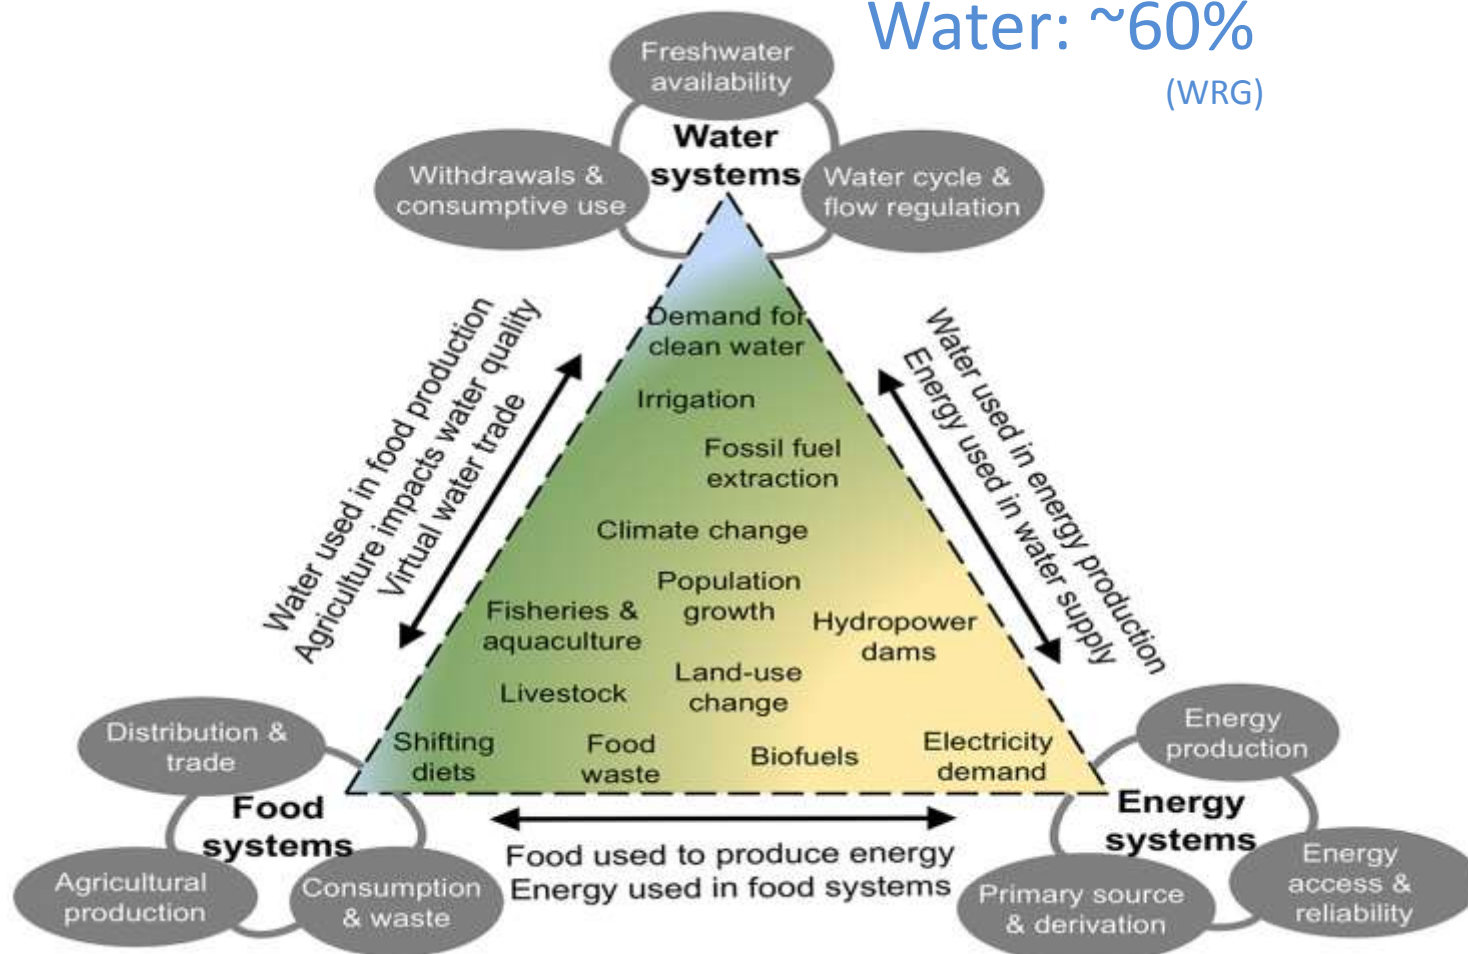 Water: ~60%
(WRG)
Freshwater
availability
Water
systems
Withdrawals &
consumptive use
Water cycle &
flow regulation
Water used in food production
Agriculture impacts water quality
Virtual water trade
Water used in energy production
Energy used in water supply
Demand for
clean water
Irrigation
Fossil fuel
extraction
Climate change
Population
growth
Fisheries &
aquaculture
Hydropower
dams
Land-use
change
Livestock
Shifting
diets
Food
waste
Biofuels
Electricity
demand
Distribution &
trade
Food
systems
Agricultural
production
Consumption
& waste
Food used to produce energy
Energy used in food systems
Energy
production
Energy
systems
Primary source
& derivation
Energy
access &
reliability